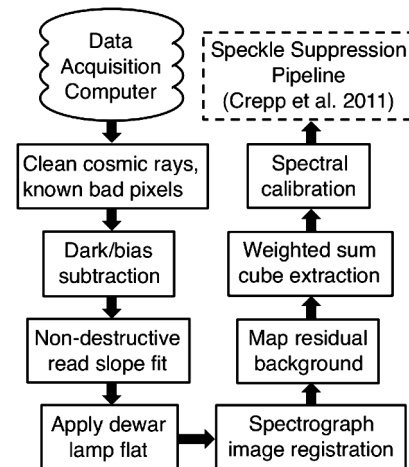 Data
Acquisition
Computer
Clean cosmic rays,
known bad pixels
Dark/bias
subtraction
Non-destructive
read slope fit
Apply dewar
lamp flat
Spectrograph
image registration
Map residual
background
Weighted sum
cube extraction
Spectral
calibration
Speckle Suppression
Pipeline
(Crepp et al. 2011)